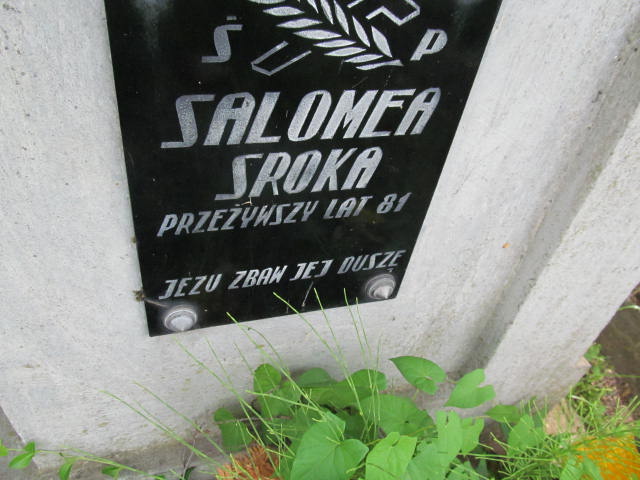 Ś P
SALOMEA
SROKA
PRZEŻYWSZY LAT 81
JEZU ZBAW JEJ DUSZĘ